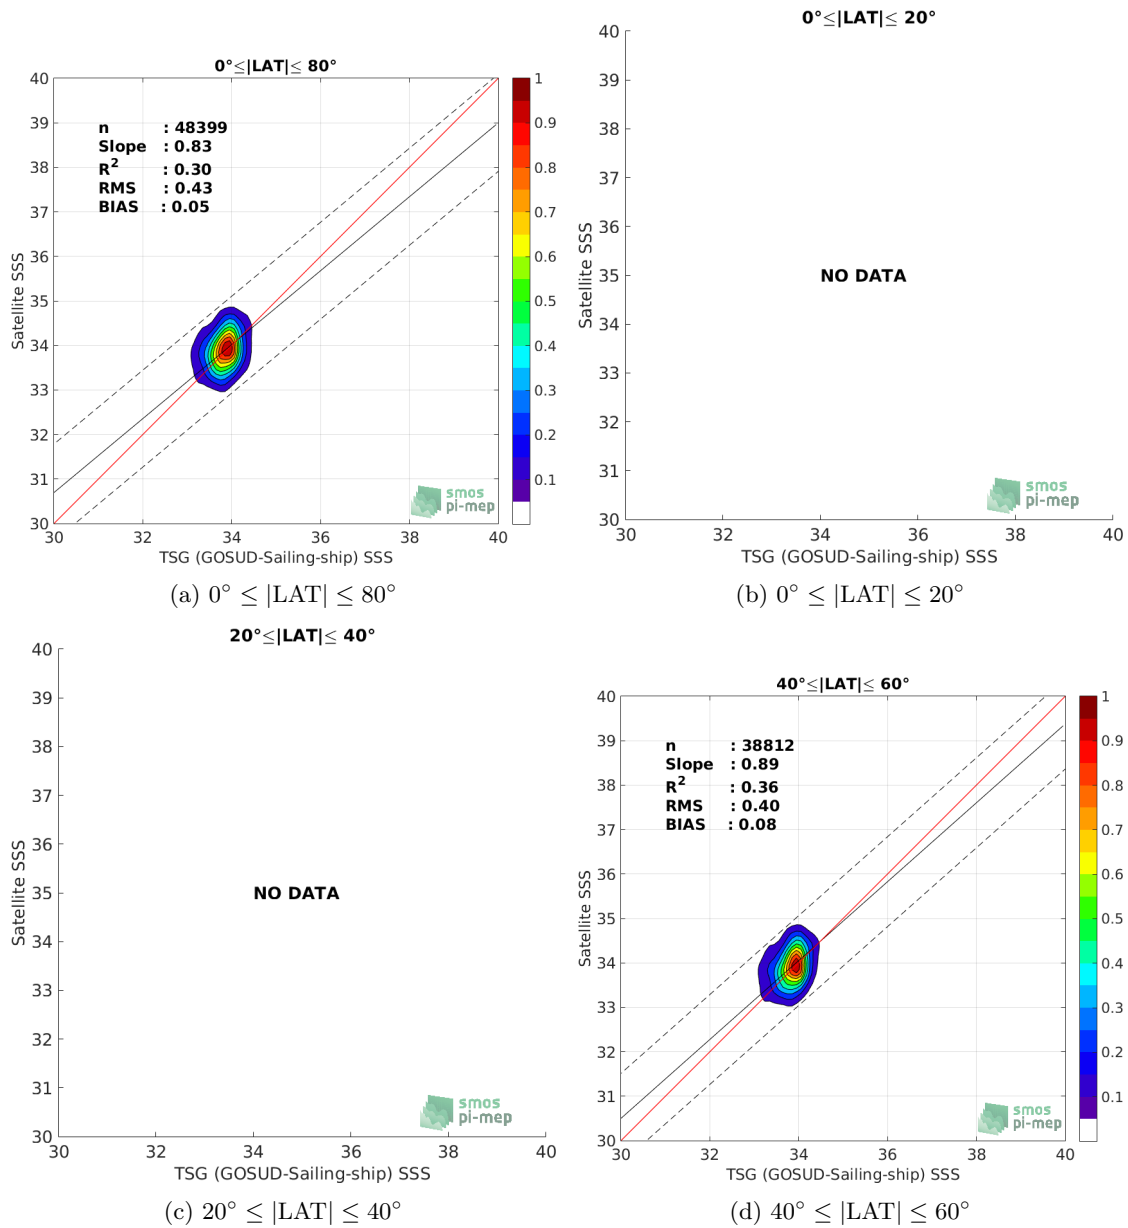 0°≤|LAT|≤ 80°
n : 48399
Slope : 0.83
R² : 0.30
RMS : 0.43
BIAS : 0.05
40
39
38
37
36
35
34
33
32
31
30
30 32 34 36 38 40
Satellite SSS
TSG (GOSUD-Sailing-ship) SSS
1
0.9
0.8
0.7
0.6
0.5
0.4
0.3
0.2
0.1
smos
pi-mep
(a) 0° ≤ |LAT| ≤ 80°
0°≤|LAT|≤ 20°
40
39
38
37
36
35
34
33
32
31
30
30 32 34 36 38 40
Satellite SSS
NO DATA
smos
pi-mep
TSG (GOSUD-Sailing-ship) SSS
(b) 0° ≤ |LAT| ≤ 20°
20°≤|LAT|≤ 40°
40
39
38
37
36
35
34
33
32
31
30
30 32 34 36 38 40
Satellite SSS
NO DATA
smos
pi-mep
TSG (GOSUD-Sailing-ship) SSS
(c) 20° ≤ |LAT| ≤ 40°
40°≤|LAT|≤ 60°
n : 38812
Slope : 0.89
R² : 0.36
RMS : 0.40
BIAS : 0.08
40
39
38
37
36
35
34
33
32
31
30
30 32 34 36 38 40
Satellite SSS
TSG (GOSUD-Sailing-ship) SSS
1
0.9
0.8
0.7
0.6
0.5
0.4
0.3
0.2
0.1
smos
pi-mep
(d) 40° ≤ |LAT| ≤ 60°